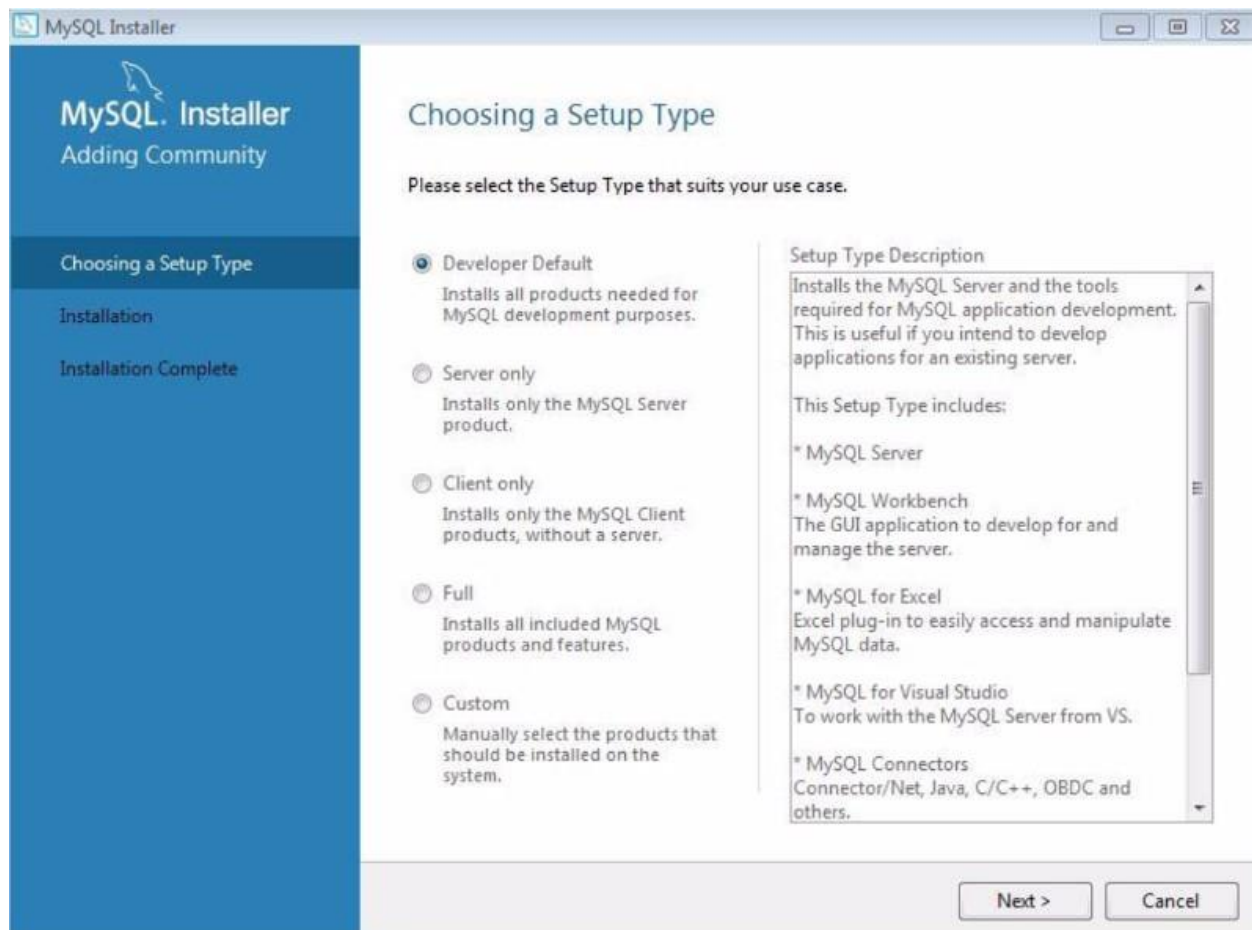 MySQL Installer
MySQL. Installer
Adding Community
Choosing a Setup Type
Installation
Installation Complete
Choosing a Setup Type
Please select the Setup Type that suits your use case.
Developer Default
Installs all products needed for
MySQL development purposes.
Server only
Installs only the MySQL Server
product.
Client only
Installs only the MySQL Client
products, without a server.
Full
Installs all included MySQL
products and features.
Custom
Manually select the products that
should be installed on the
system.
Setup Type Description
Installs the MySQL Server and the tools
required for MySQL application development.
This is useful if you intend to develop
applications for an existing server.
This Setup Type includes:
* MySQL Server
* MySQL Workbench
The GUI application to develop for and
manage the server.
* MySQL for Excel
Excel plug-in to easily access and manipulate
MySQL data.
* MySQL for Visual Studio
To work with the MySQL Server from VS.
* MySQL Connectors
Connector/Net, Java, C/C++, OBDC and
others.
Next >
Cancel